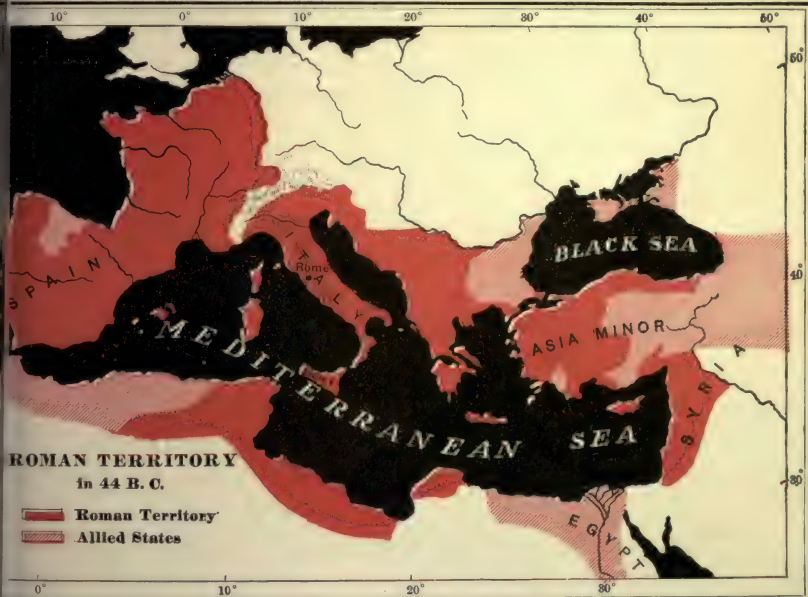 10° 0° 10° 20° 30° 40° 50°
50°
BLACK SEA
ITALY
Rome
SPAIN
40
ASIA MINOR
MEDITERRANEAN SEA
SYRIA
ROMAN TERRITORY
in 44 B. C.
Roman Territory
Allied States
30°
EGYPT
0° 10° 20° 30°